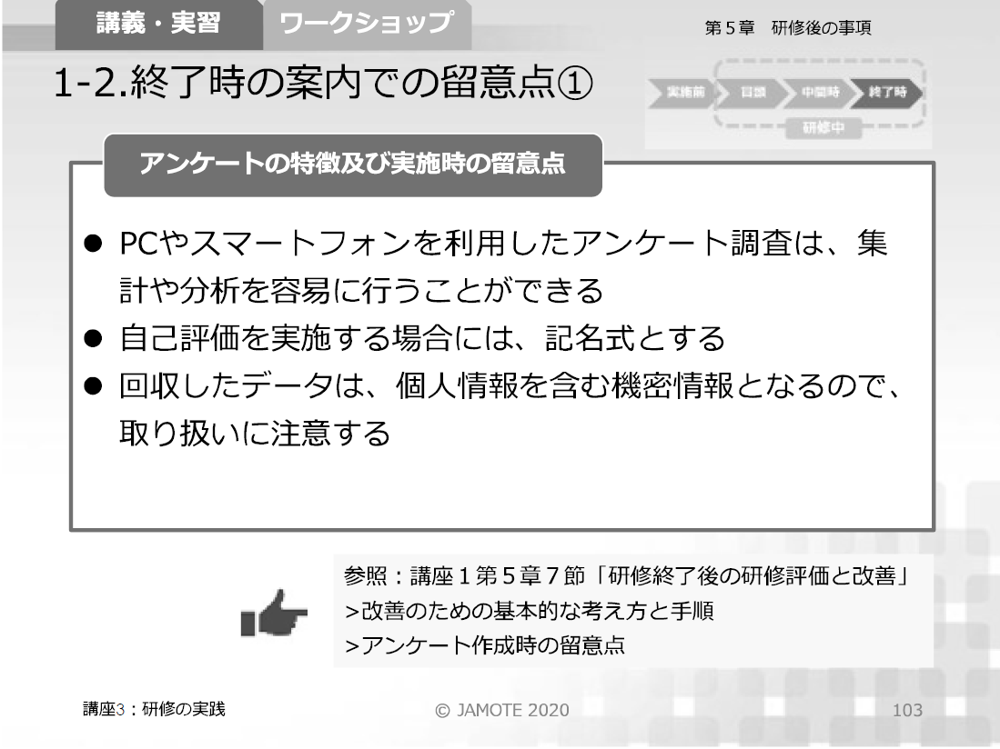 講義・実習
ワークショップ
第５章　研修後の事項
1-2.終了時の案内での留意点①
実施前
冒頭
中間時
終了時
研修中
アンケートの特徴及び実施時の留意点
● PCやスマートフォンを利用したアンケート調査は、集
計や分析を容易に行うことができる
● 自己評価を実施する場合には、記名式とする
● 回収したデータは、個人情報を含む機密情報となるので、
取り扱いに注意する
参照：講座１第５章７節「研修終了後の研修評価と改善」
>改善のための基本的な考え方と手順
>アンケート作成時の留意点
講座3：研修の実践
© JAMOTE 2020
103